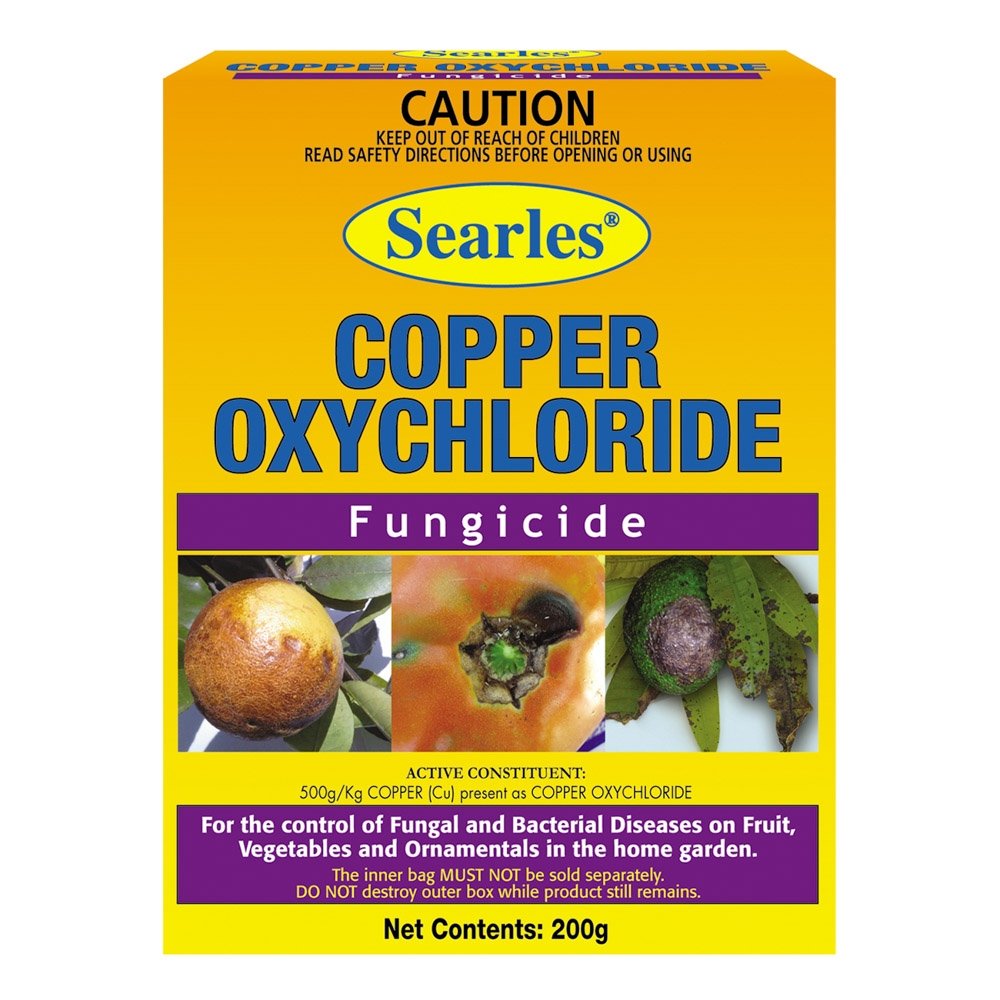 Searles®
COPPER OXYCHLORIDE
Fungicide
CAUTION
KEEP OUT OF REACH OF CHILDREN
READ SAFETY DIRECTIONS BEFORE OPENING OR USING
Searles®
COPPER
OXYCHLORIDE
Fungicide
ACTIVE CONSTITUENT:
500g/Kg COPPER (Cu) present as COPPER OXYCHLORIDE
For the control of Fungal and Bacterial Diseases on Fruit,
Vegetables and Ornamentals in the home garden.
The inner bag MUST NOT be sold separately.
DO NOT destroy outer box while product still remains.
Net Contents: 200g